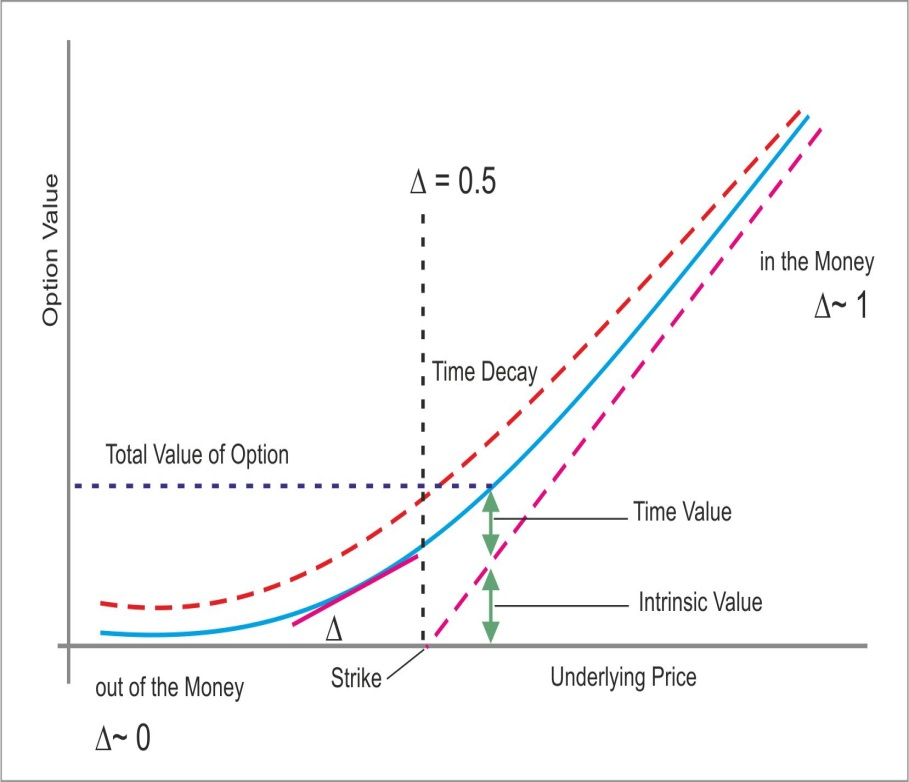 Δ = 0.5
Option Value
in the Money
Δ~ 1
Time Decay
Total Value of Option
Time Value
Intrinsic Value
Δ
Strike
Underlying Price
out of the Money
Δ~ 0